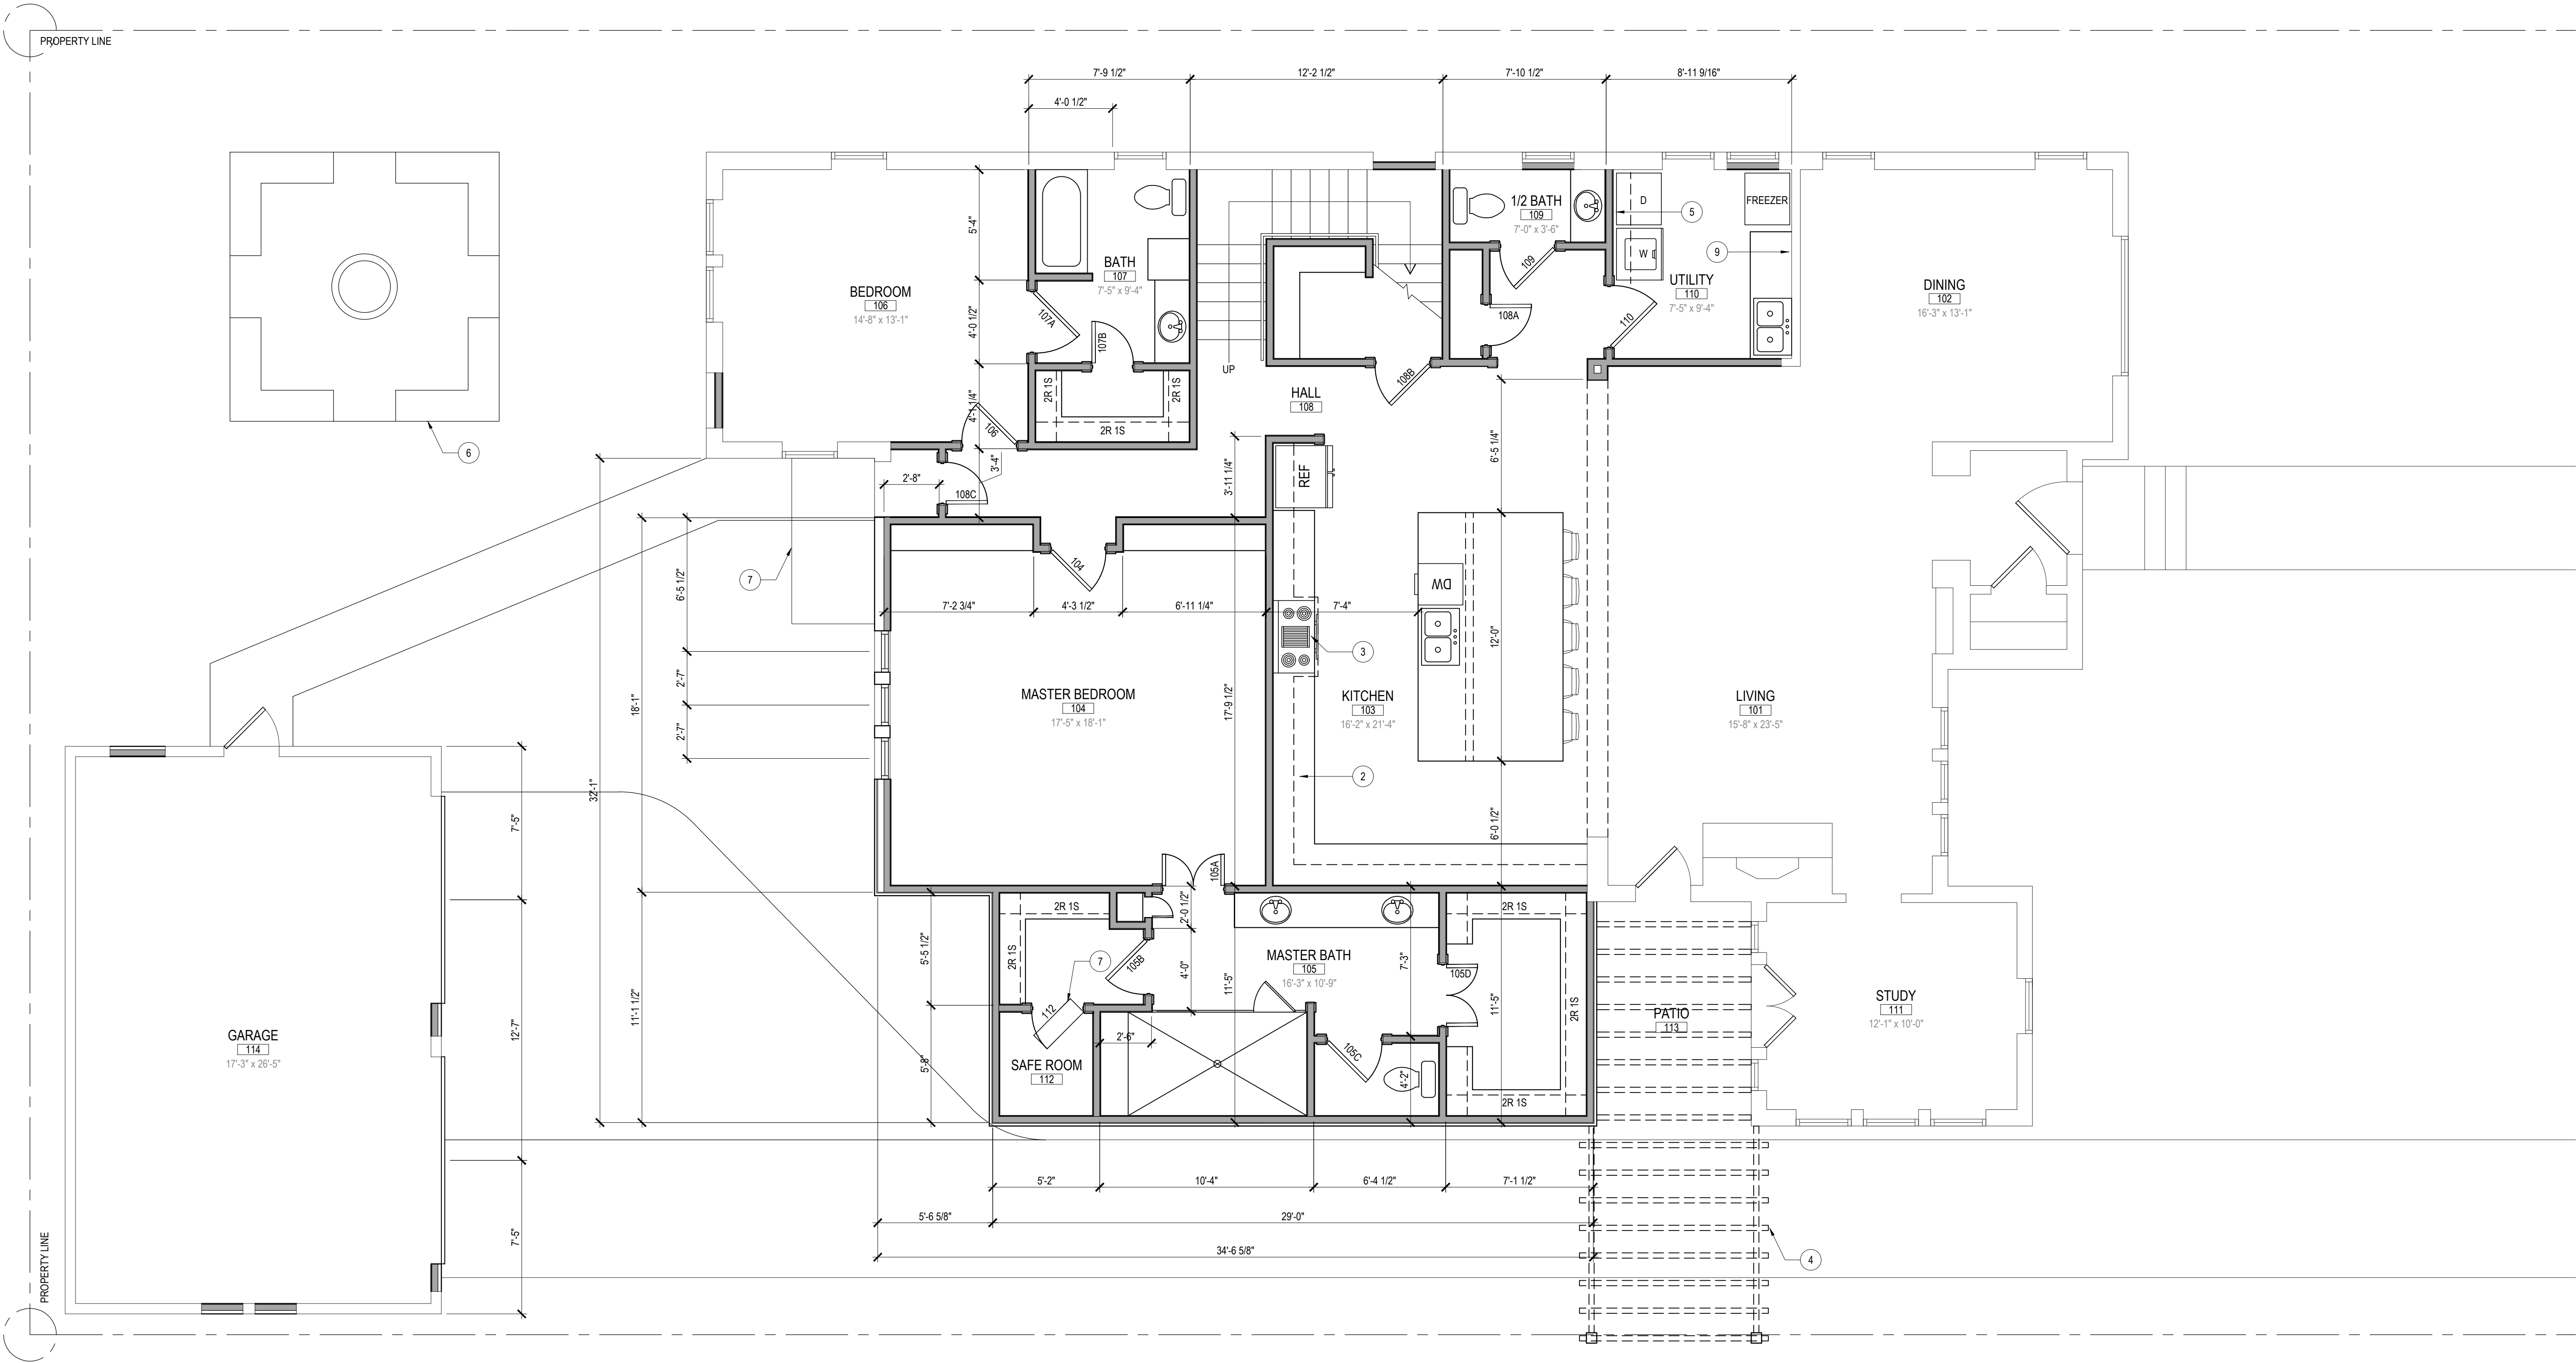 PROPERTY LINE
7'-9 1/2"
12'-2 1/2"
7'-10 1/2"
8'-11 9/16"
4'-0 1/2"
BEDROOM
106
14'-8" x 13'-1"
5'-4"
4'-0 1/2"
4'-1 1/4"
BATH
107
7'-5" x 9'-4"
107A
107B
2R 1S
2R 1S
2R 1S
106
UP
1/2 BATH
109
7'-0" x 3'-6"
109
108A
108B
110
D
W
5
FREEZER
9
UTILITY
110
7'-5" x 9'-4"
DINING
102
16'-3" x 13'-1"
HALL
108
6
3'-4"
2'-8"
108C
3'-11 1/4"
REF
6'-5 1/4"
7
6'-5 1/2"
2'-7"
2'-7"
18'-1"
32'-1"
104
7'-2 3/4"
4'-3 1/2"
6'-11 1/4"
7'-4"
DW
12'-0"
3
MASTER BEDROOM
104
17'-5" x 18'-1"
17'-9 1/2"
KITCHEN
103
16'-2" x 21'-4"
2
6'-0 1/2"
LIVING
101
15'-8" x 23'-5"
7'-5"
12'-7"
7'-5"
GARAGE
114
17'-3" x 26'-5"
11'-1 1/2"
5'-5 1/2"
5'-8"
105A
2R 1S
2R 1S
2'-0 1/2"
4'-0"
7
105B
112
SAFE ROOM
112
2'-6"
11'-5"
MASTER BATH
105
16'-3" x 10'-9"
7'-3"
105C
4'-2"
105D
11'-5"
2R 1S
2R 1S
2R 1S
PATIO
113
STUDY
111
12'-1" x 10'-0"
5'-2"
10'-4"
6'-4 1/2"
7'-1 1/2"
5'-6 5/8"
29'-0"
34'-6 5/8"
4
PROPERTY LINE